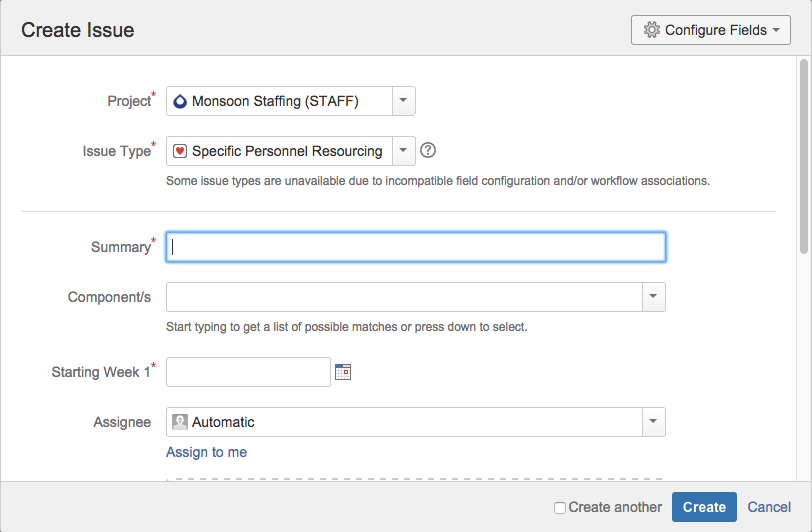 Create Issue
Configure Fields
Project*
Monsoon Staffing (STAFF)
Issue Type*
Specific Personnel Resourcing
?
Some issue types are unavailable due to incompatible field configuration and/or workflow associations.
Summary*
Component/s
Start typing to get a list of possible matches or press down to select.
Starting Week 1*
Assignee
Automatic
Assign to me
Create another
Create
Cancel